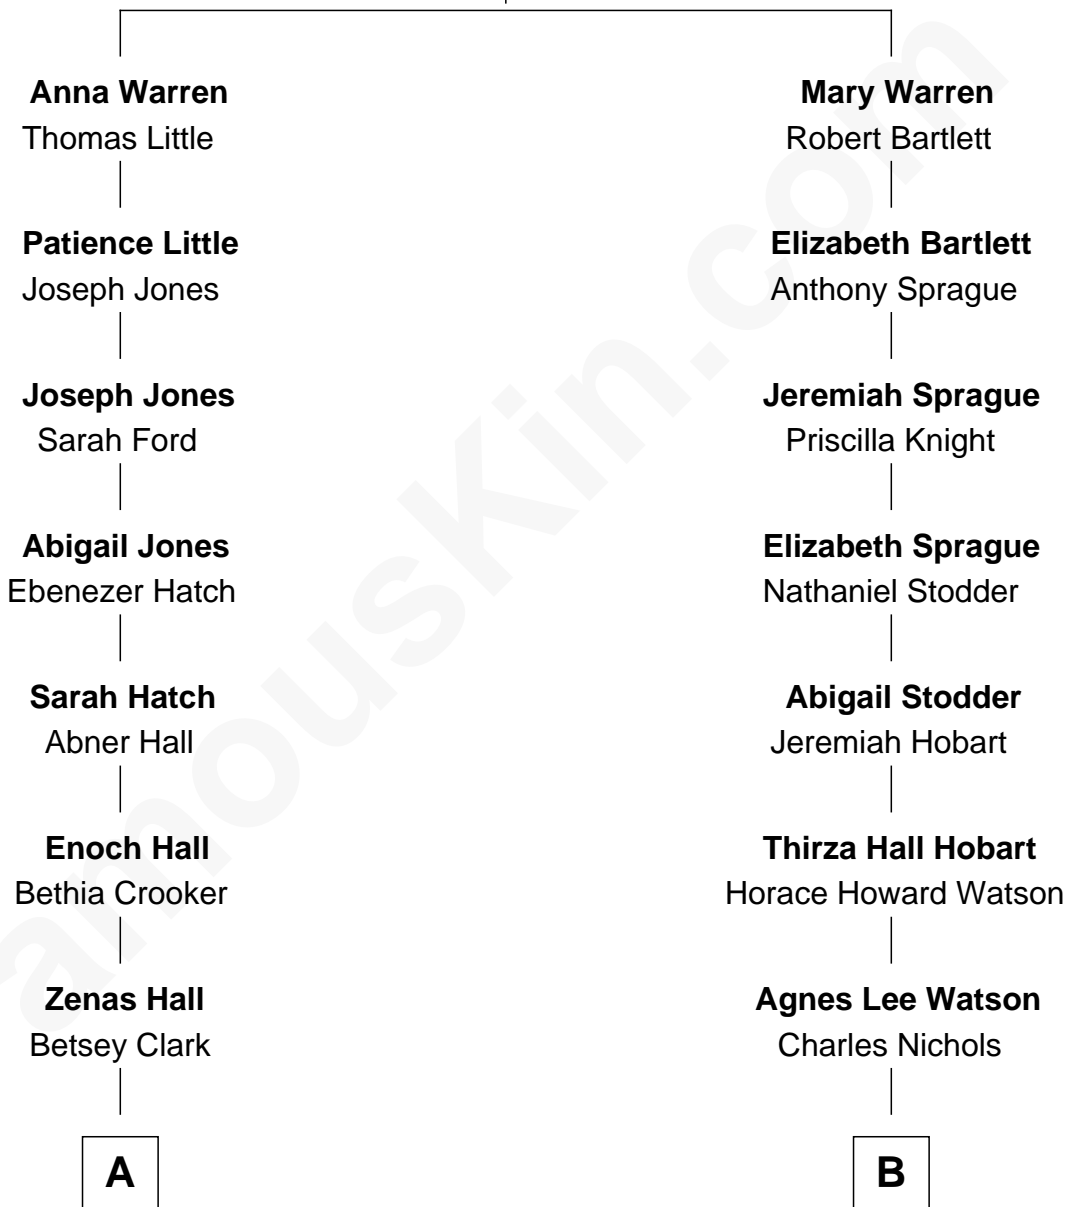 Anna Warren
Thomas Little
Patience Little
Joseph Jones
Joseph Jones
Sarah Ford
Abigail Jones
Ebenezer Hatch
Sarah Hatch
Abner Hall
Enoch Hall
Bethia Crooker
Zenas Hall
Betsey Clark
A
Mary Warren
Robert Bartlett
Elizabeth Bartlett
Anthony Sprague
Jeremiah Sprague
Priscilla Knight
Elizabeth Sprague
Nathaniel Stodder
Abigail Stodder
Jeremiah Hobart
Thirza Hall Hobart
Horace Howard Watson
Agnes Lee Watson
Charles Nichols
B
amousKin.com